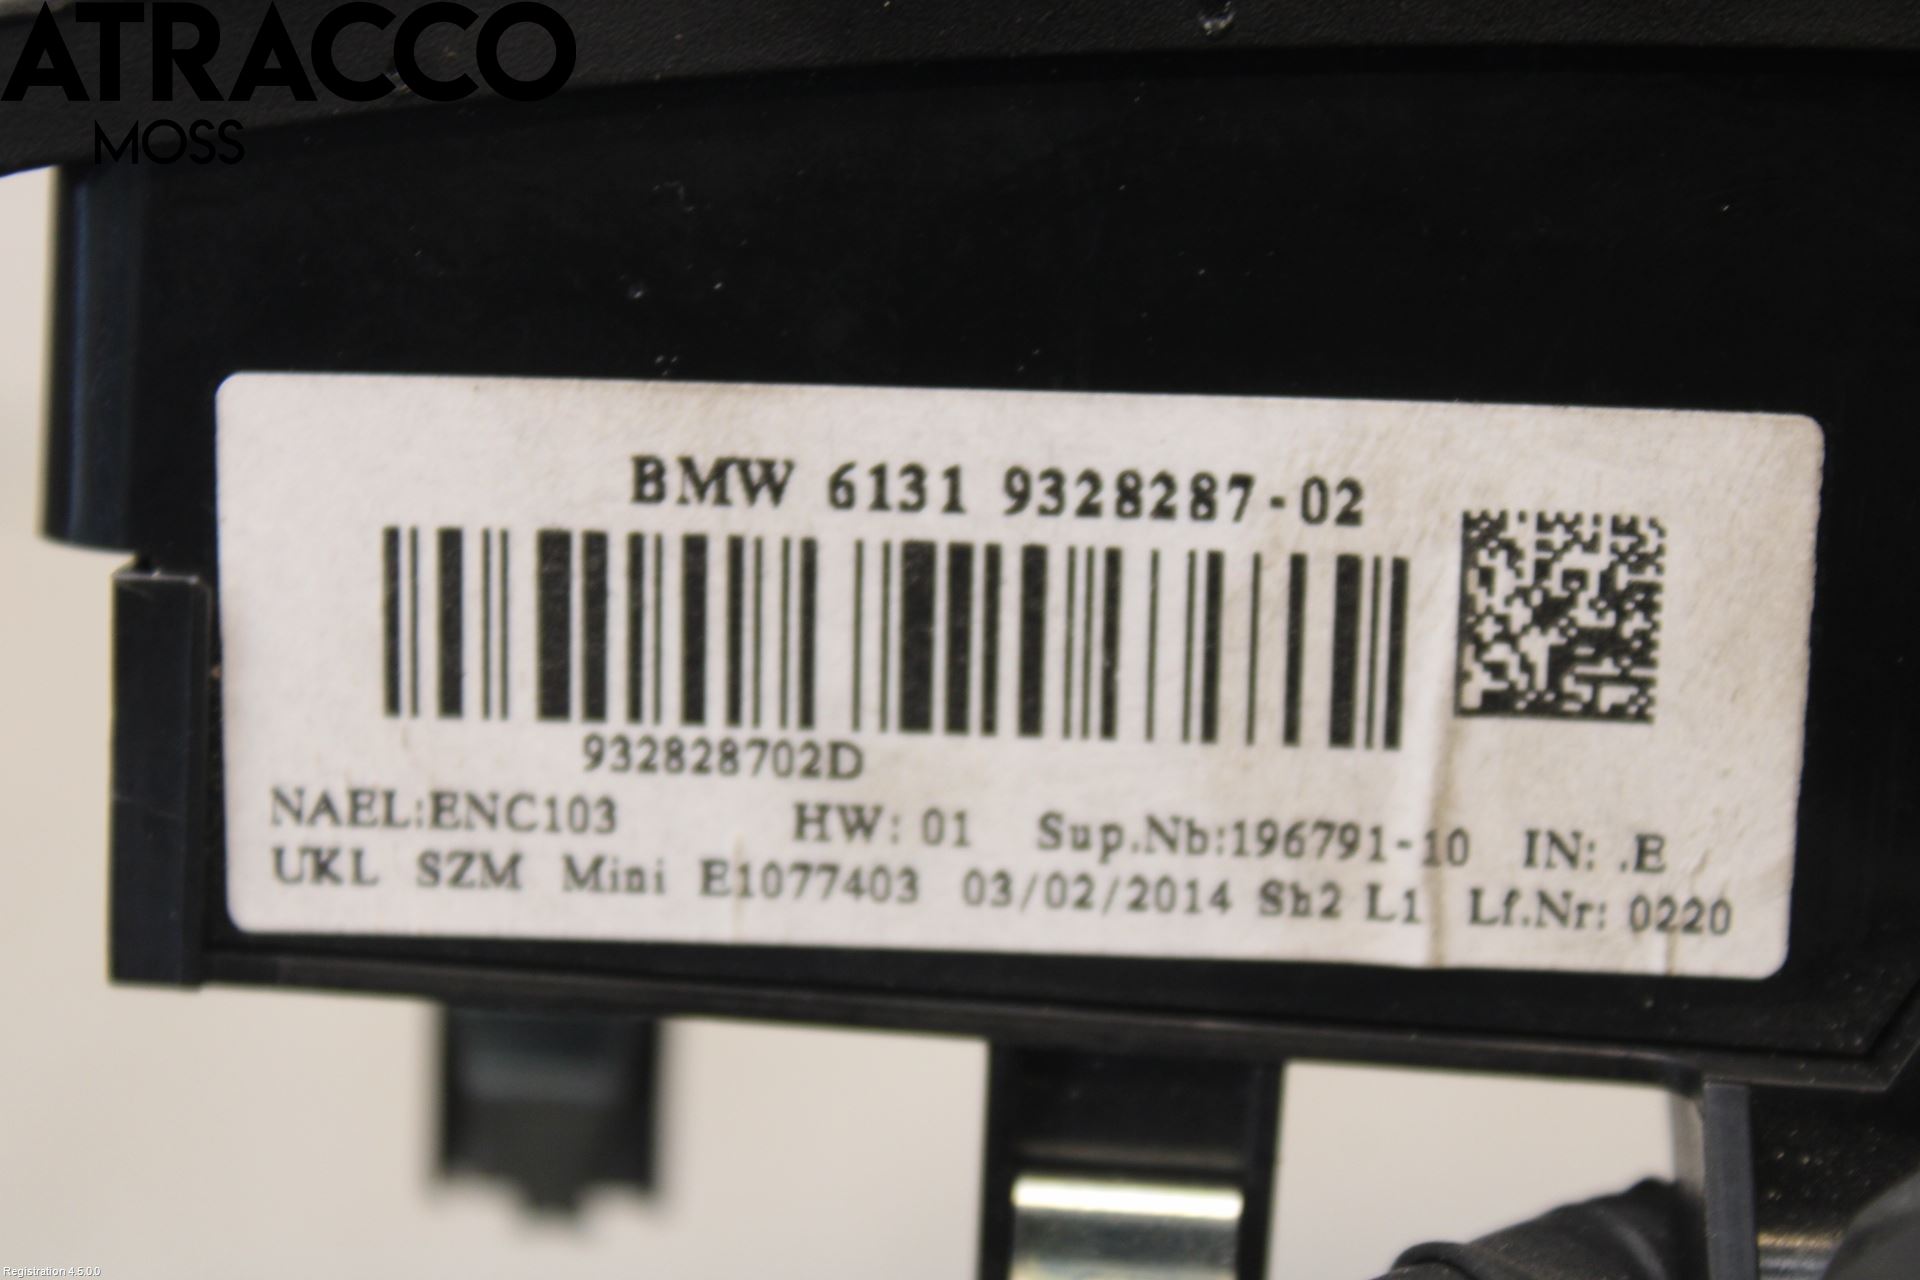 ATRACCO
MOSS
BMW 6131 9328287-02
932828702D
NAEL:ENC103 HW: 01 Sup.Nb:196791-10 IN: .E
UKL SZM Mini E1077403 03/02/2014 Sh2 L1 Lf.Nr: 0220
Registration 4.6.0.0